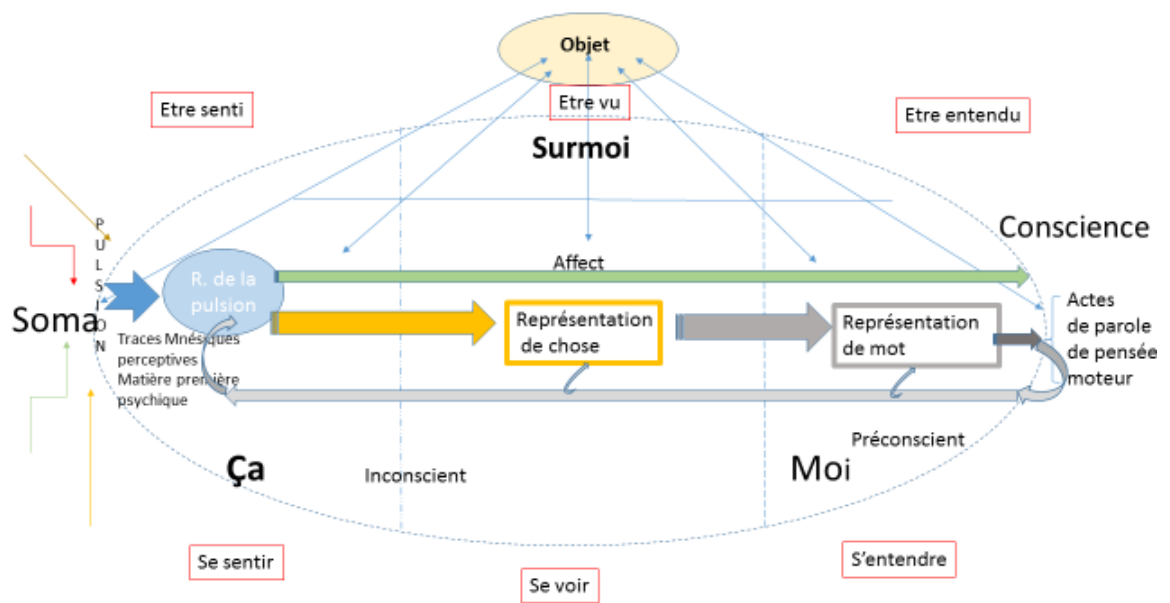 Objet
Etre senti
Etre vu
Etre entendu
Surmoi
Conscience
PULSION
Affect
R. de la
pulsion
Soma
Représentation
de chose
Représentation
de mot
Actes
de parole
de pensée
moteur
Traces Mnésiques
perceptives
Matière première
psychique
Préconscient
Ça
Inconscient
Moi
Se sentir
Se voir
S'entendre